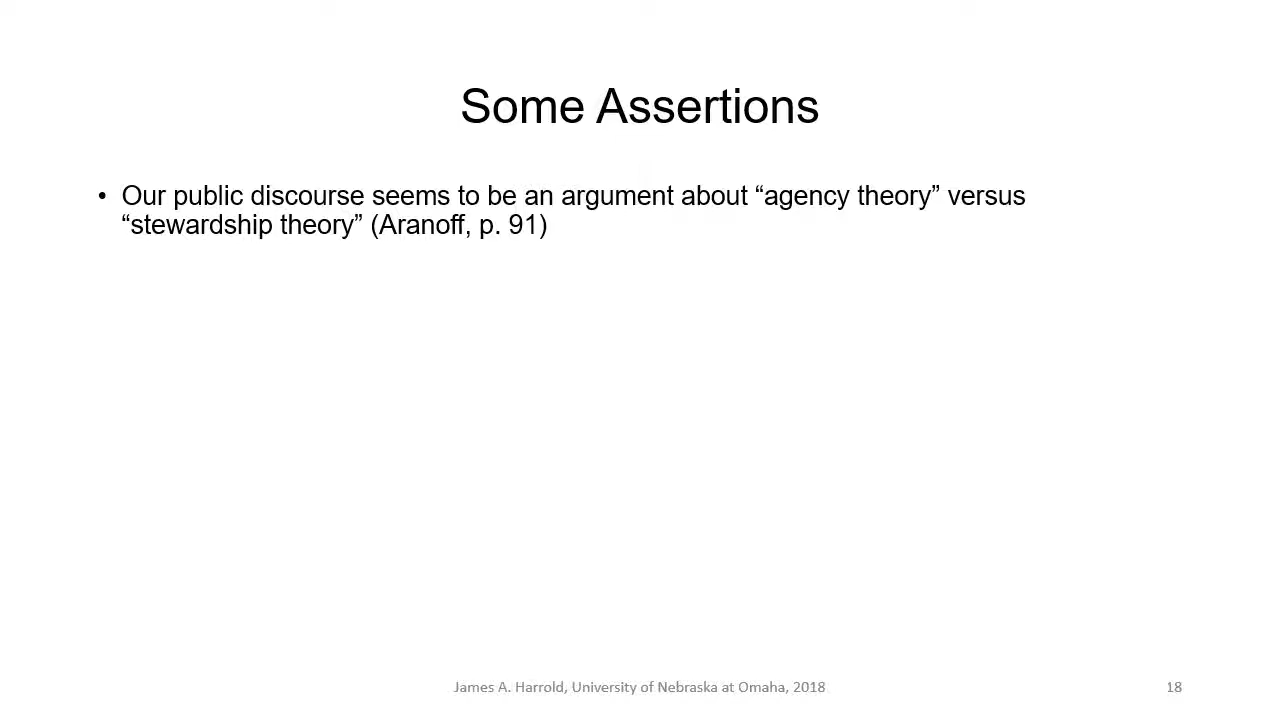 Some Assertions
• Our public discourse seems to be an argument about “agency theory” versus
“stewardship theory” (Aranoff, p. 91)
James A. Harrold, University of Nebraska at Omaha, 2018
18